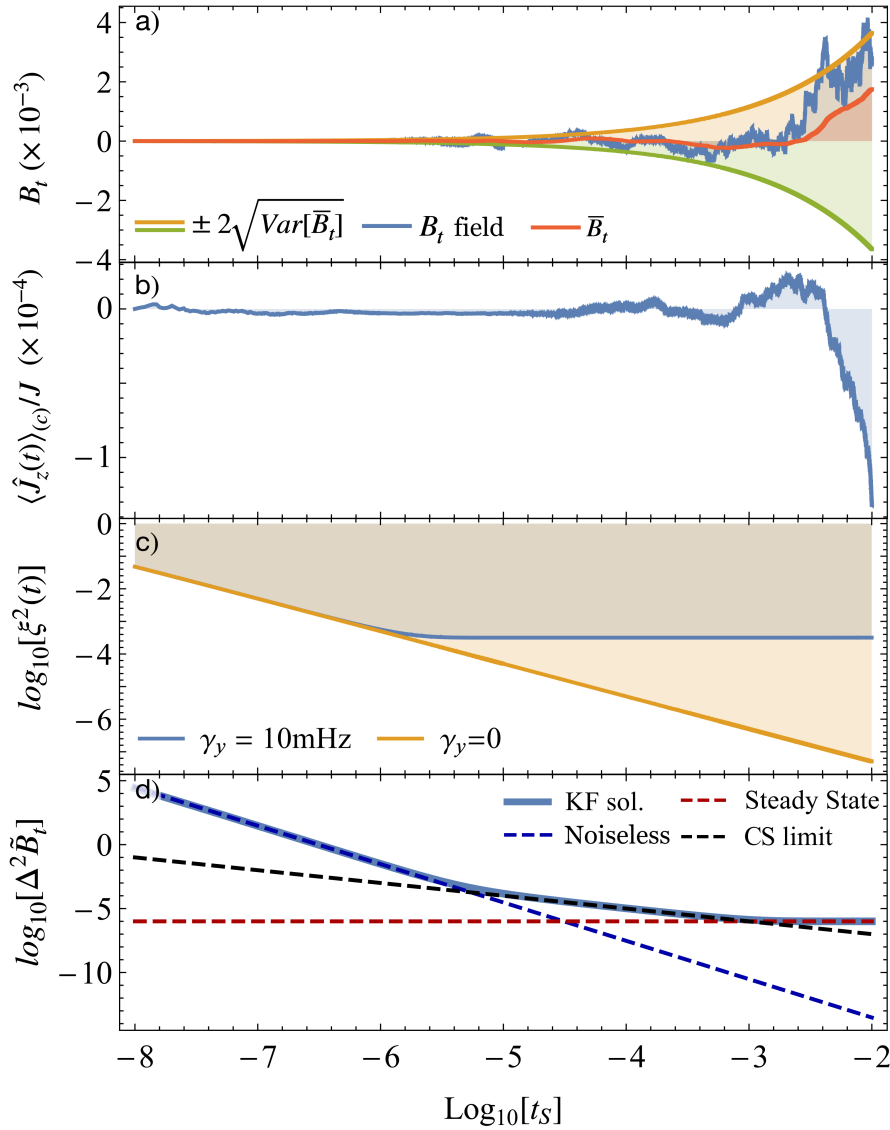 a)
4
2
0
−2
−4
B_t (× 10^−3)
± 2√Var[B̅_t]
B_t field
B̅_t
b)
0
−1
⟨Ĵ_z(t)⟩_(c)/J (× 10^−4)
c)
0
−2
−4
−6
log_10[ξ^2(t)]
γ_y = 10mHz
γ_y=0
d)
5
0
−5
−10
log_10[Δ^2B̃_t]
KF sol.
Steady State
Noiseless
CS limit
−8 −7 −6 −5 −4 −3 −2
Log_10[t_S]